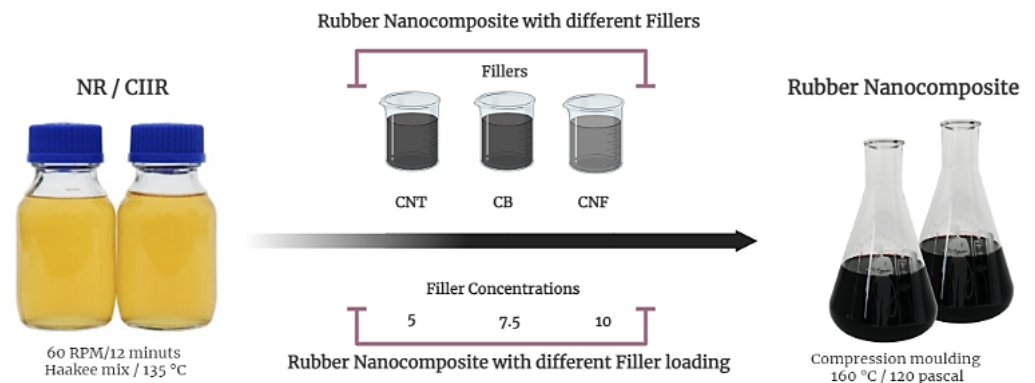 Rubber Nanocomposite with different Fillers
Fillers
NR / CIIR
Rubber Nanocomposite
CNT CB CNF
Filler Concentrations
5 7.5 10
Rubber Nanocomposite with different Filler loading
60 RPM/12 minuts
Haakee mix / 135 °C
Compression moulding
160 °C / 120 pascal